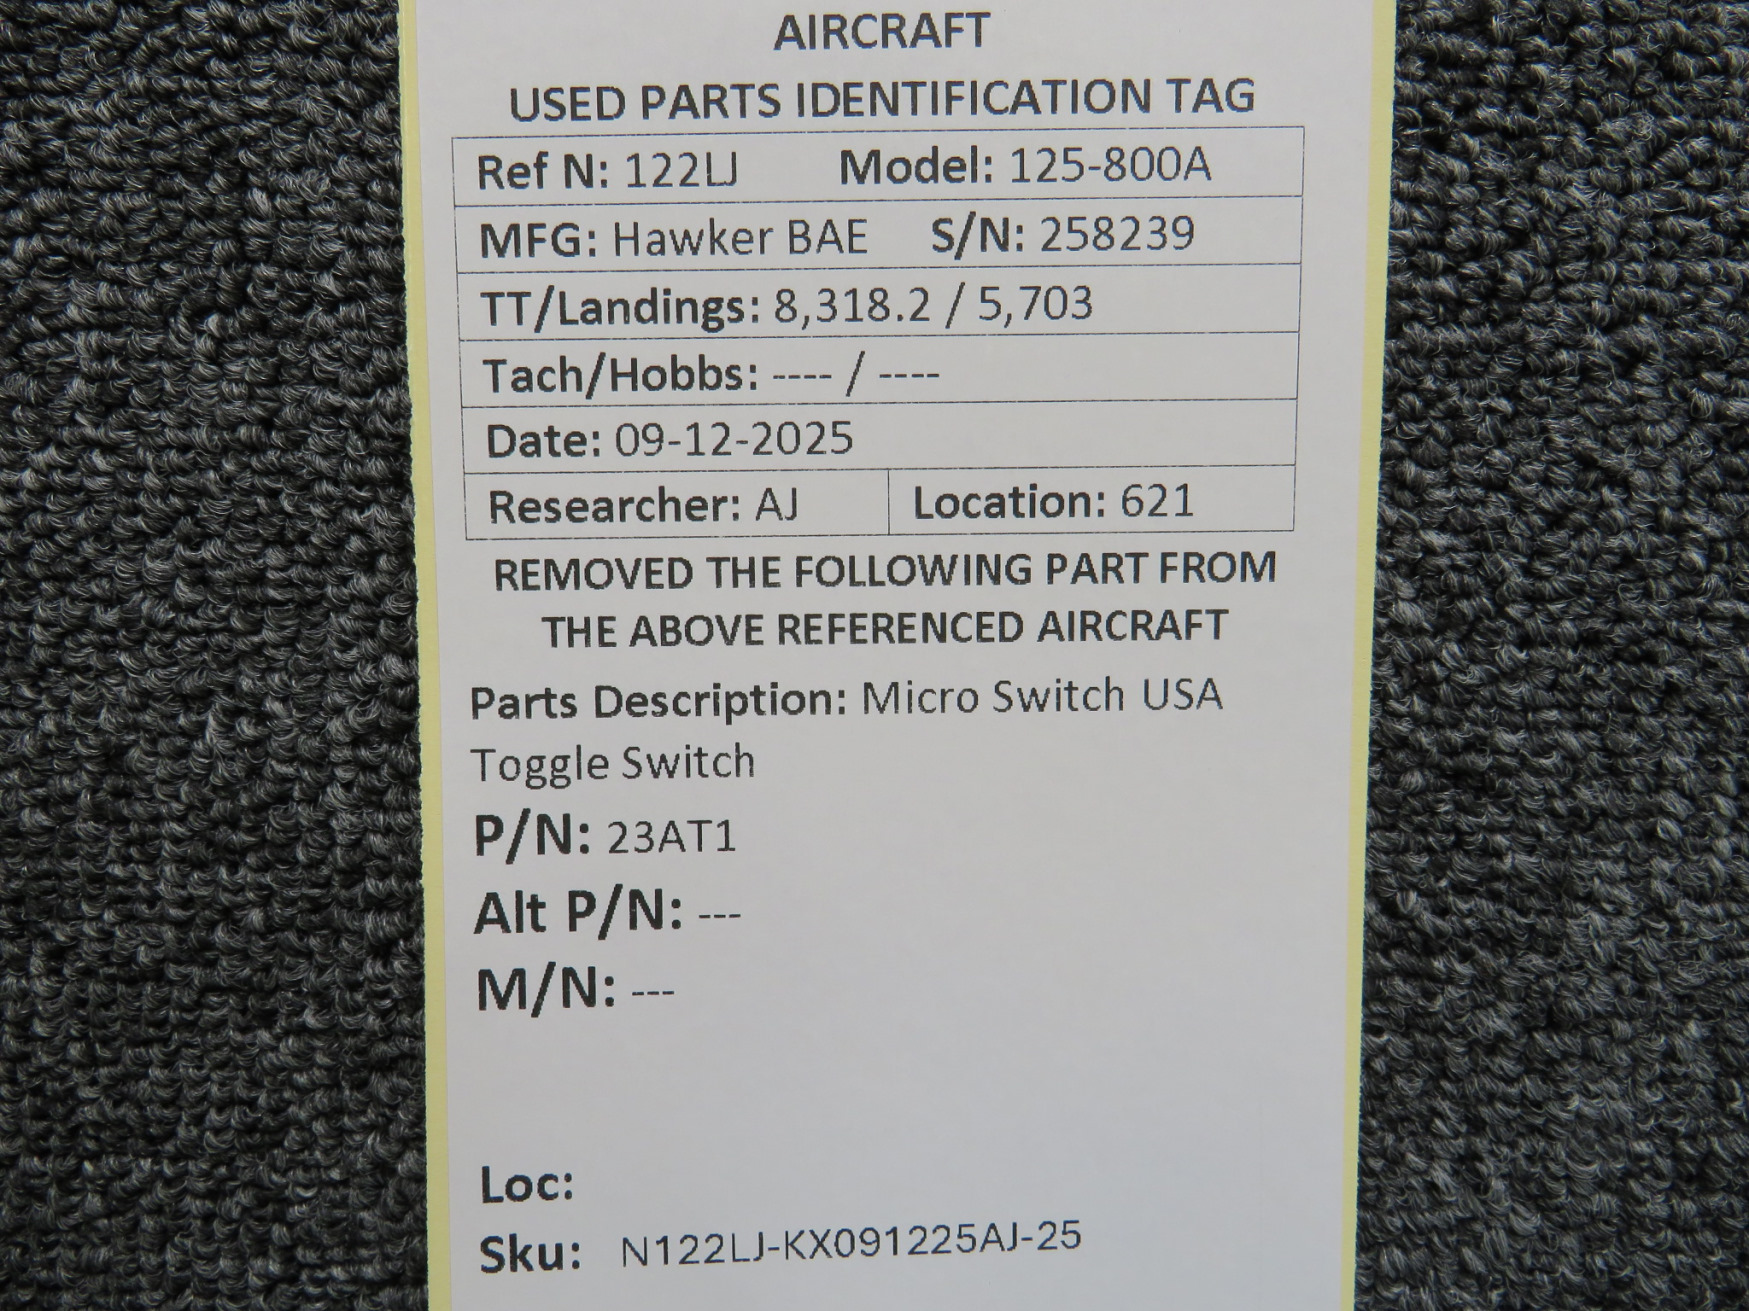 AIRCRAFT
USED PARTS IDENTIFICATION TAG
Ref N: 122LJ Model: 125-800A
MFG: Hawker BAE S/N: 258239
TT/Landings: 8,318.2 / 5,703
Tach/Hobbs: ---- / ----
Date: 09-12-2025
Researcher: AJ Location: 621
REMOVED THE FOLLOWING PART FROM
THE ABOVE REFERENCED AIRCRAFT
Parts Description: Micro Switch USA
Toggle Switch
P/N: 23AT1
Alt P/N: ---
M/N: ---
Loc:
Sku: N122LJ-KX091225AJ-25